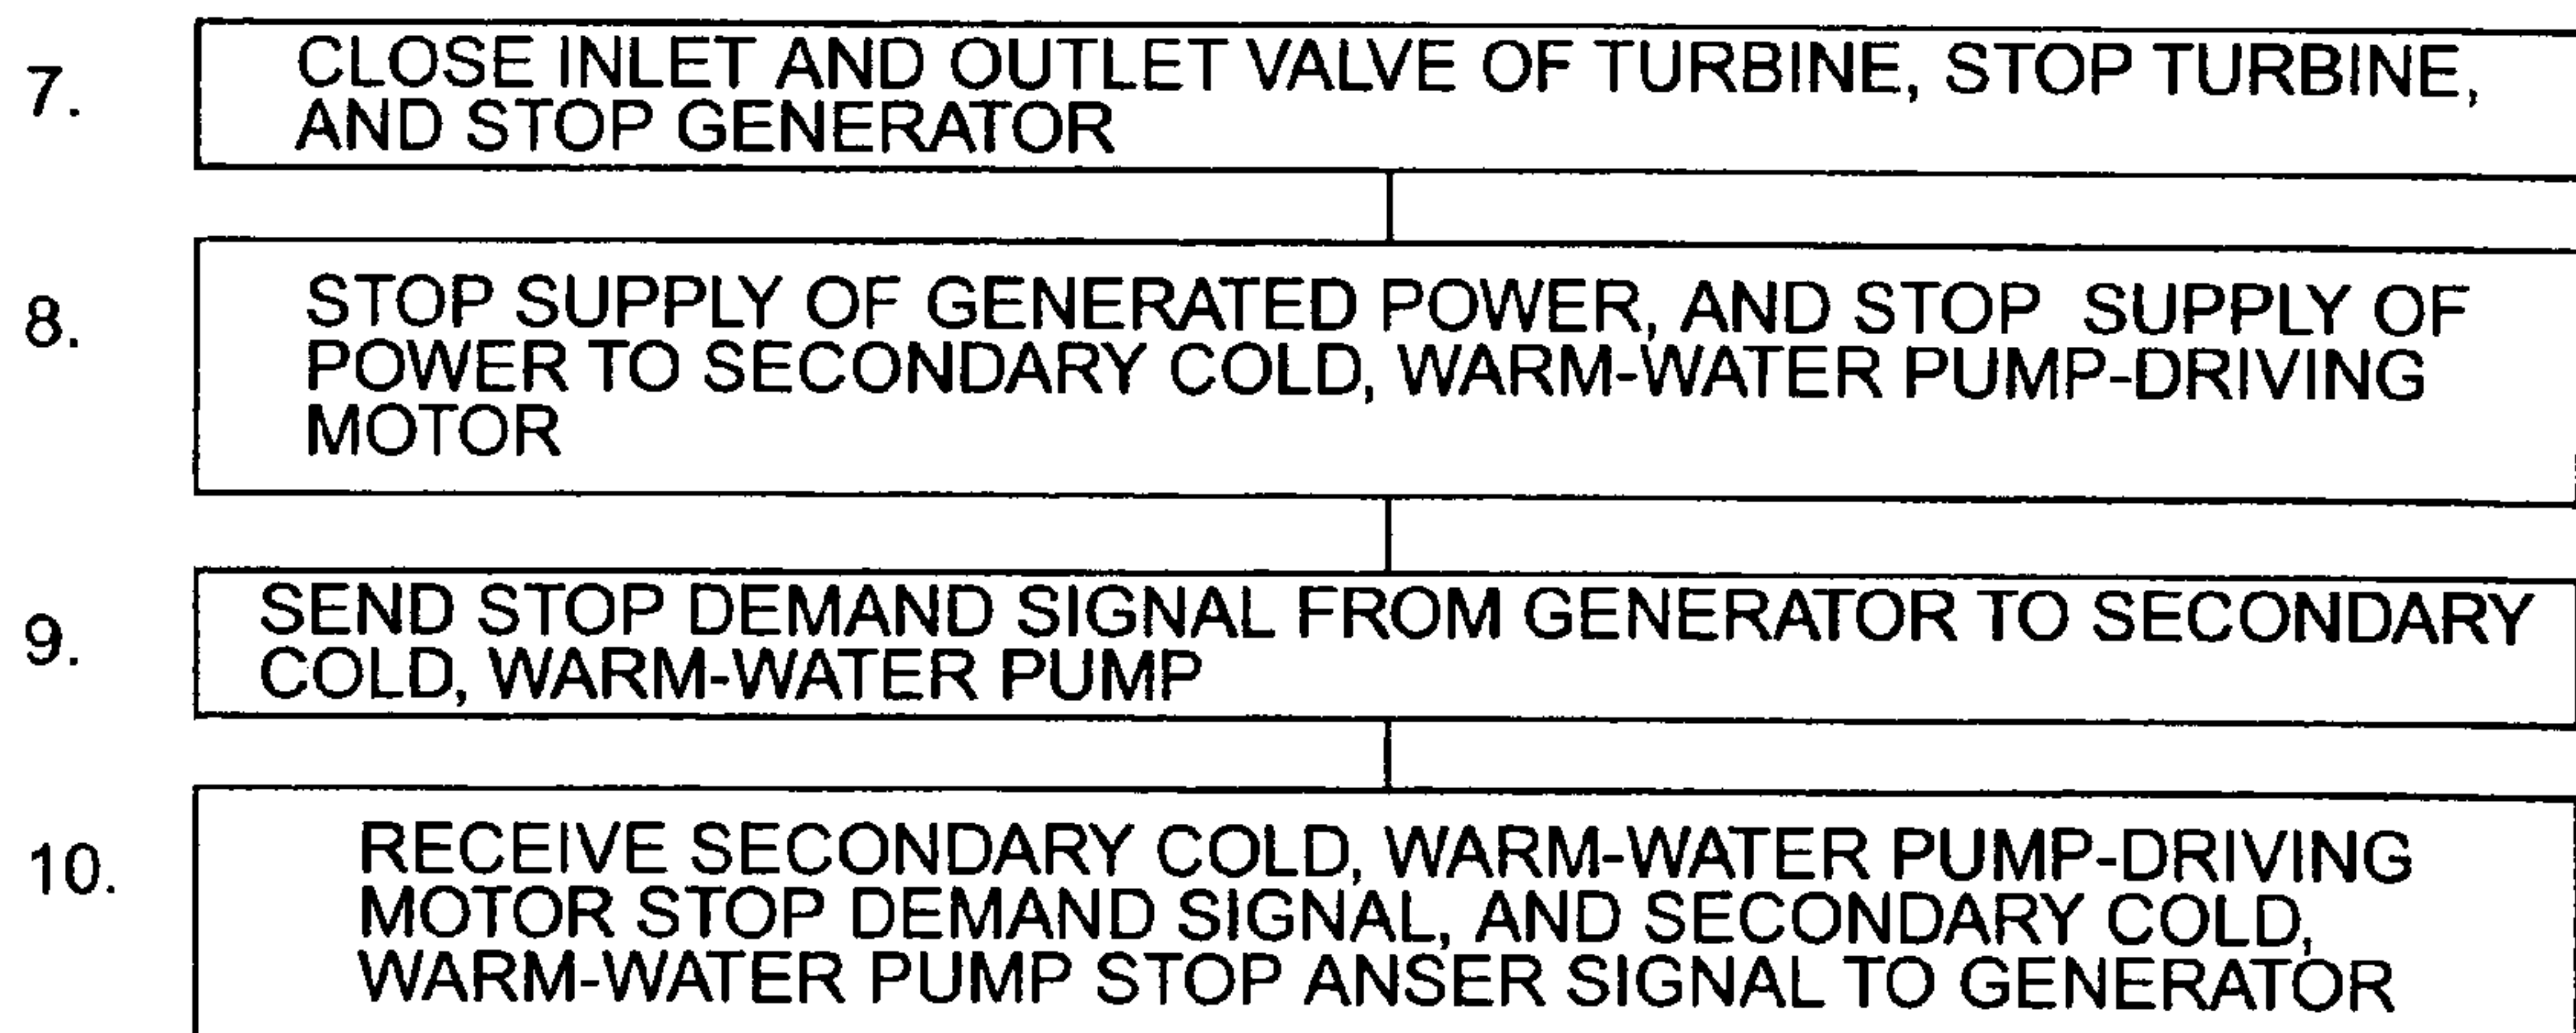 7.
CLOSE INLET AND OUTLET VALVE OF TURBINE, STOP TURBINE,
AND STOP GENERATOR
8.
STOP SUPPLY OF GENERATED POWER, AND STOP SUPPLY OF
POWER TO SECONDARY COLD, WARM-WATER PUMP-DRIVING
MOTOR
9.
SEND STOP DEMAND SIGNAL FROM GENERATOR TO SECONDARY
COLD, WARM-WATER PUMP
10.
RECEIVE SECONDARY COLD, WARM-WATER PUMP-DRIVING
MOTOR STOP DEMAND SIGNAL, AND SECONDARY COLD,
WARM-WATER PUMP STOP ANSER SIGNAL TO GENERATOR